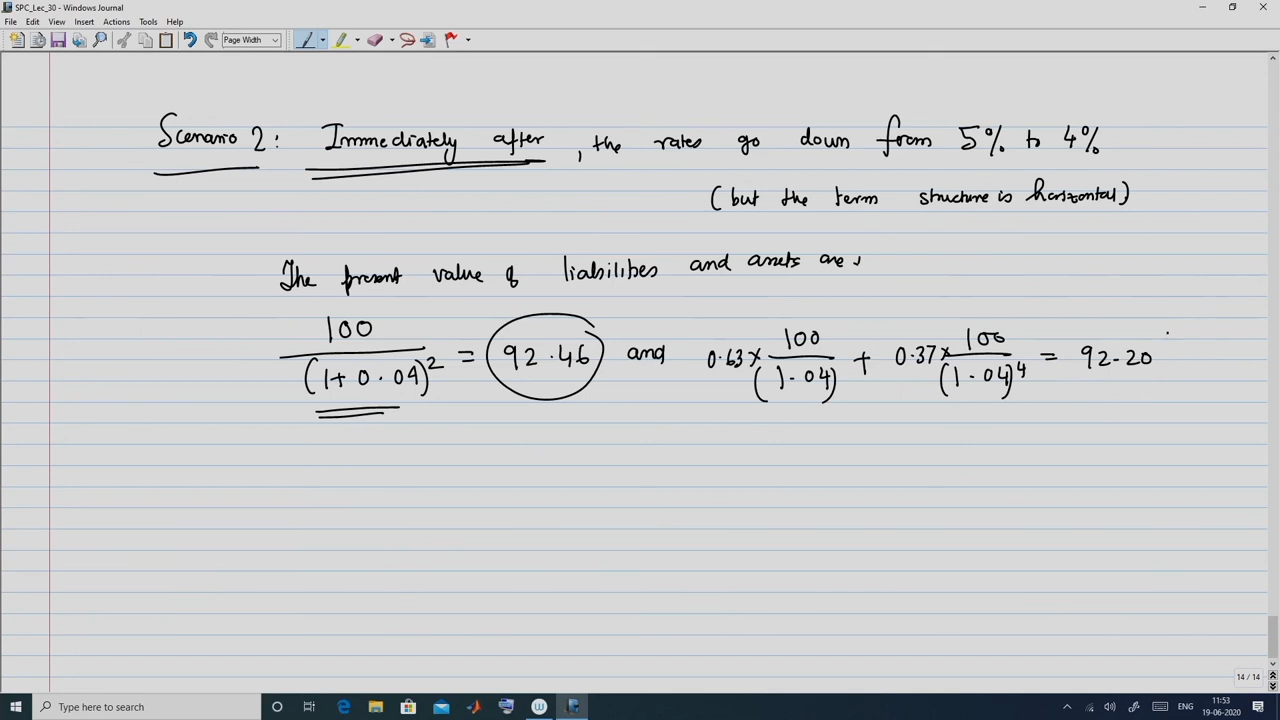 SPC_Lec_30 - Windows Journal
File Edit View Insert Actions Tools Help
Page Width
Scenario 2: Immediately after, the rates go down from 5% to 4%
(but the term structure is horizontal)
The present value of liabilities and assets are,
100/(1+0.04)^2 = 92.46 and 0.63 × 100/(1.04) + 0.37 × 100/(1.04)^4 = 92.20
14 / 14
Type here to search
ENG
11:53
19-06-2020